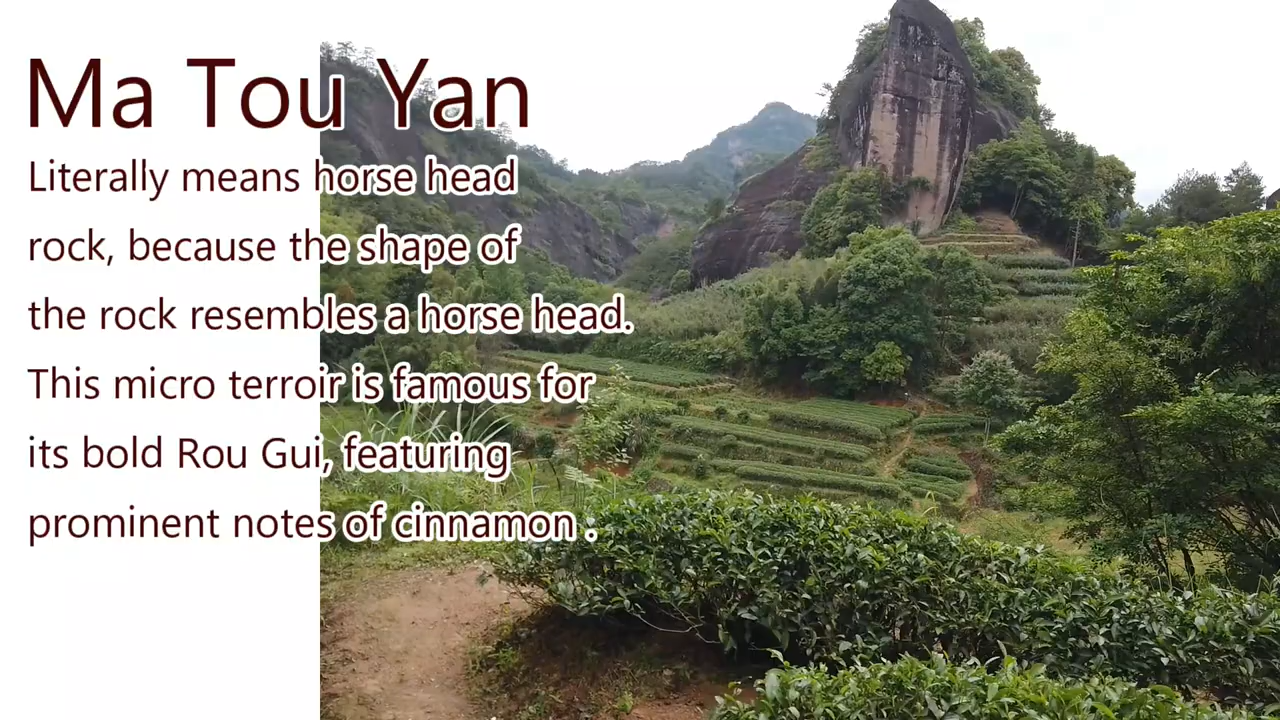 Ma Tou Yan
Literally means horse head
rock, because the shape of
the rock resembles a horse head.
This micro terroir is famous for
its bold Rou Gui, featuring
prominent notes of cinnamon .